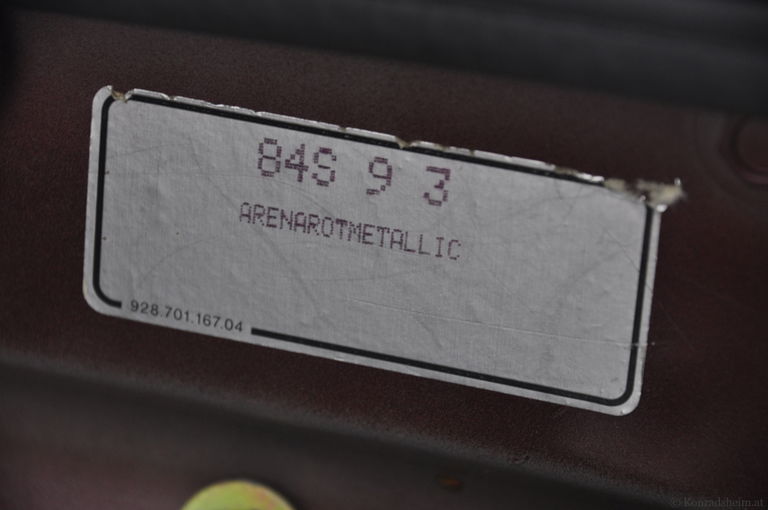 84S 9 3
ARENAROTMETALLIC
928.701.167.04
© Konradsheim.at